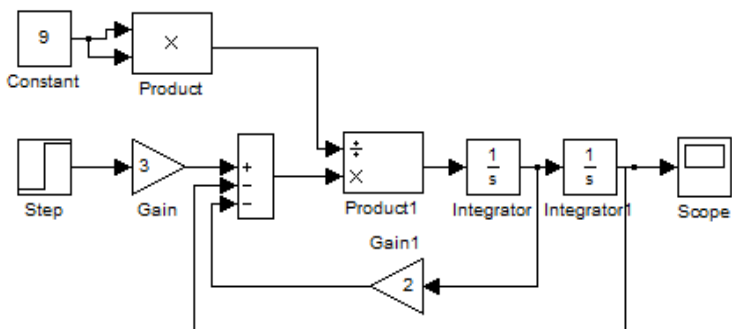 9
×
Constant
Product
3
+
−
−
÷
×
1
s
1
s
Step
Gain
Product1
Integrator
Integrator1
Scope
Gain1
2